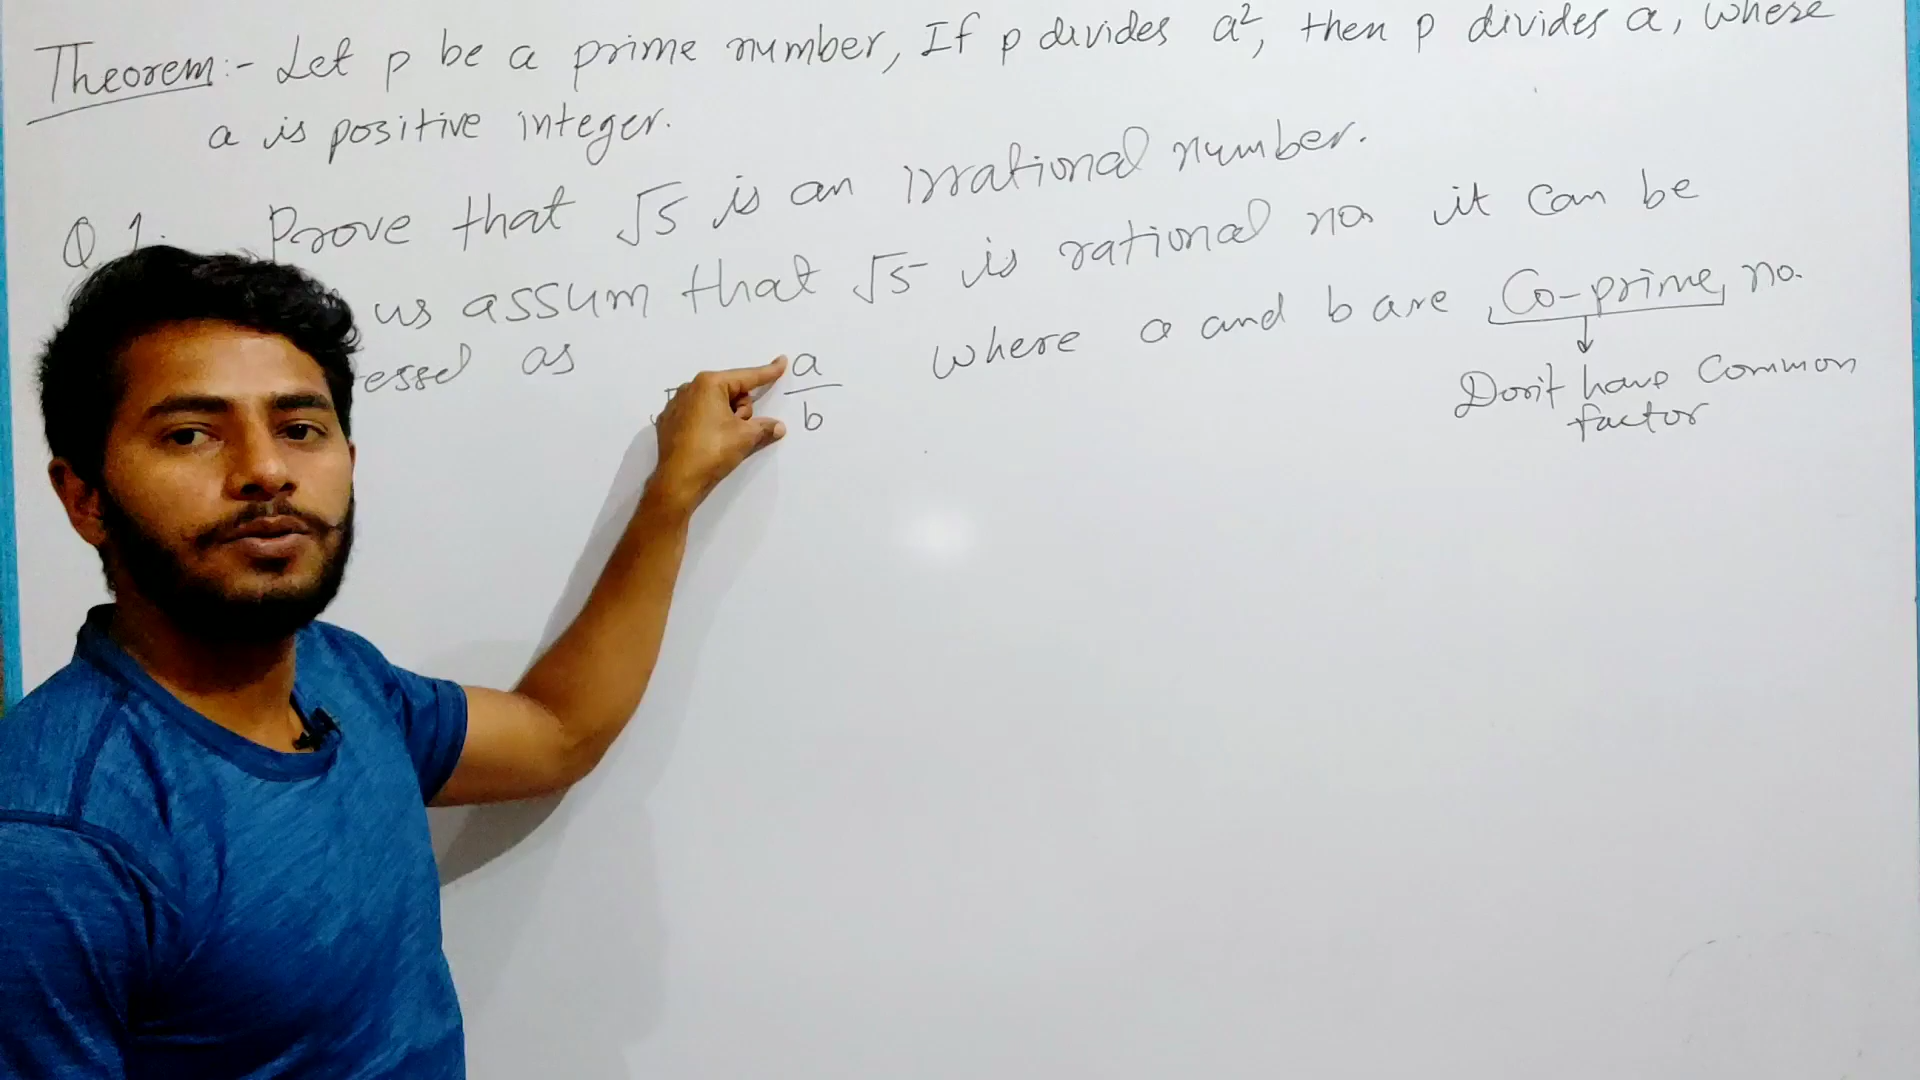 Theorem:- Let p be a prime number, If p divides a², then p divides a, where
a is positive integer.
Q 1. Prove that √5 is an irrational number.
us assum that √5 is rational no. it can be
essed as a/b where a and b are Co-prime no.
Don't have Common
factor